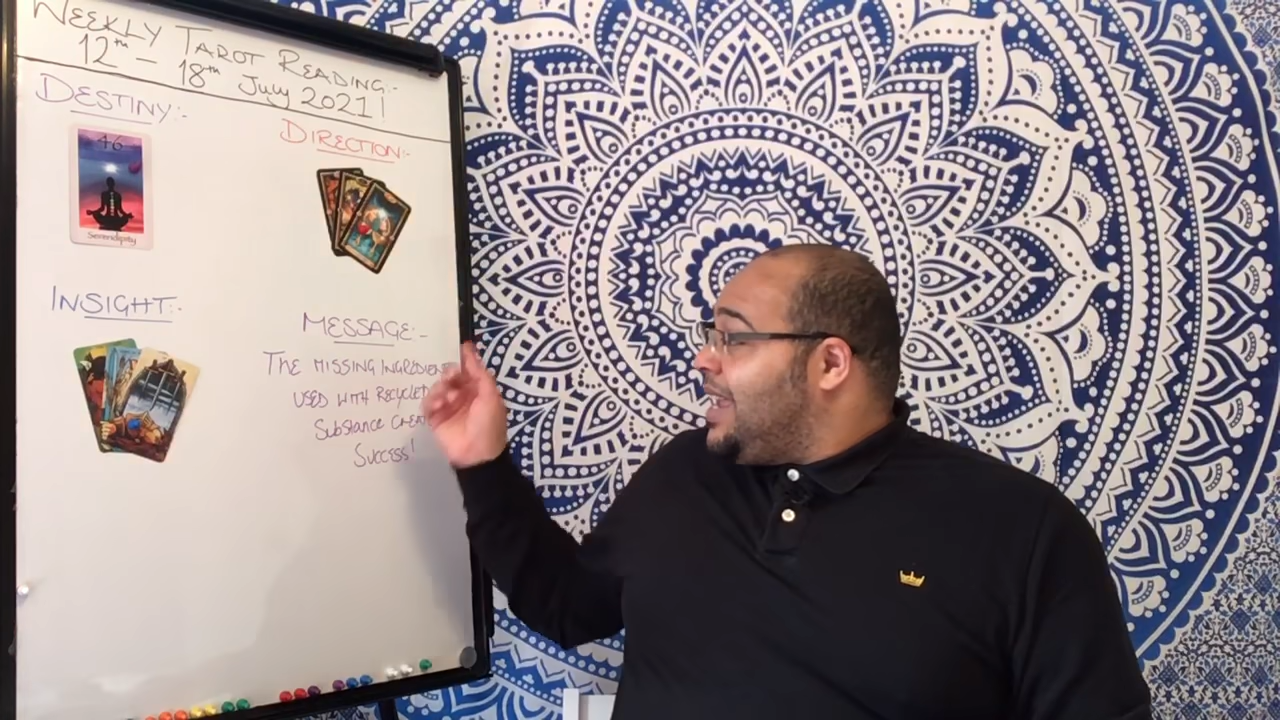 WEEKLY TAROT READING:-
12th – 18th July 2021!
DESTINY:-
46
Serendipity
DIRECTION:-
INSIGHT:-
MESSAGE:-
THE MISSING INGREDIENT
USED WITH RECYCLED
Substance
Success!